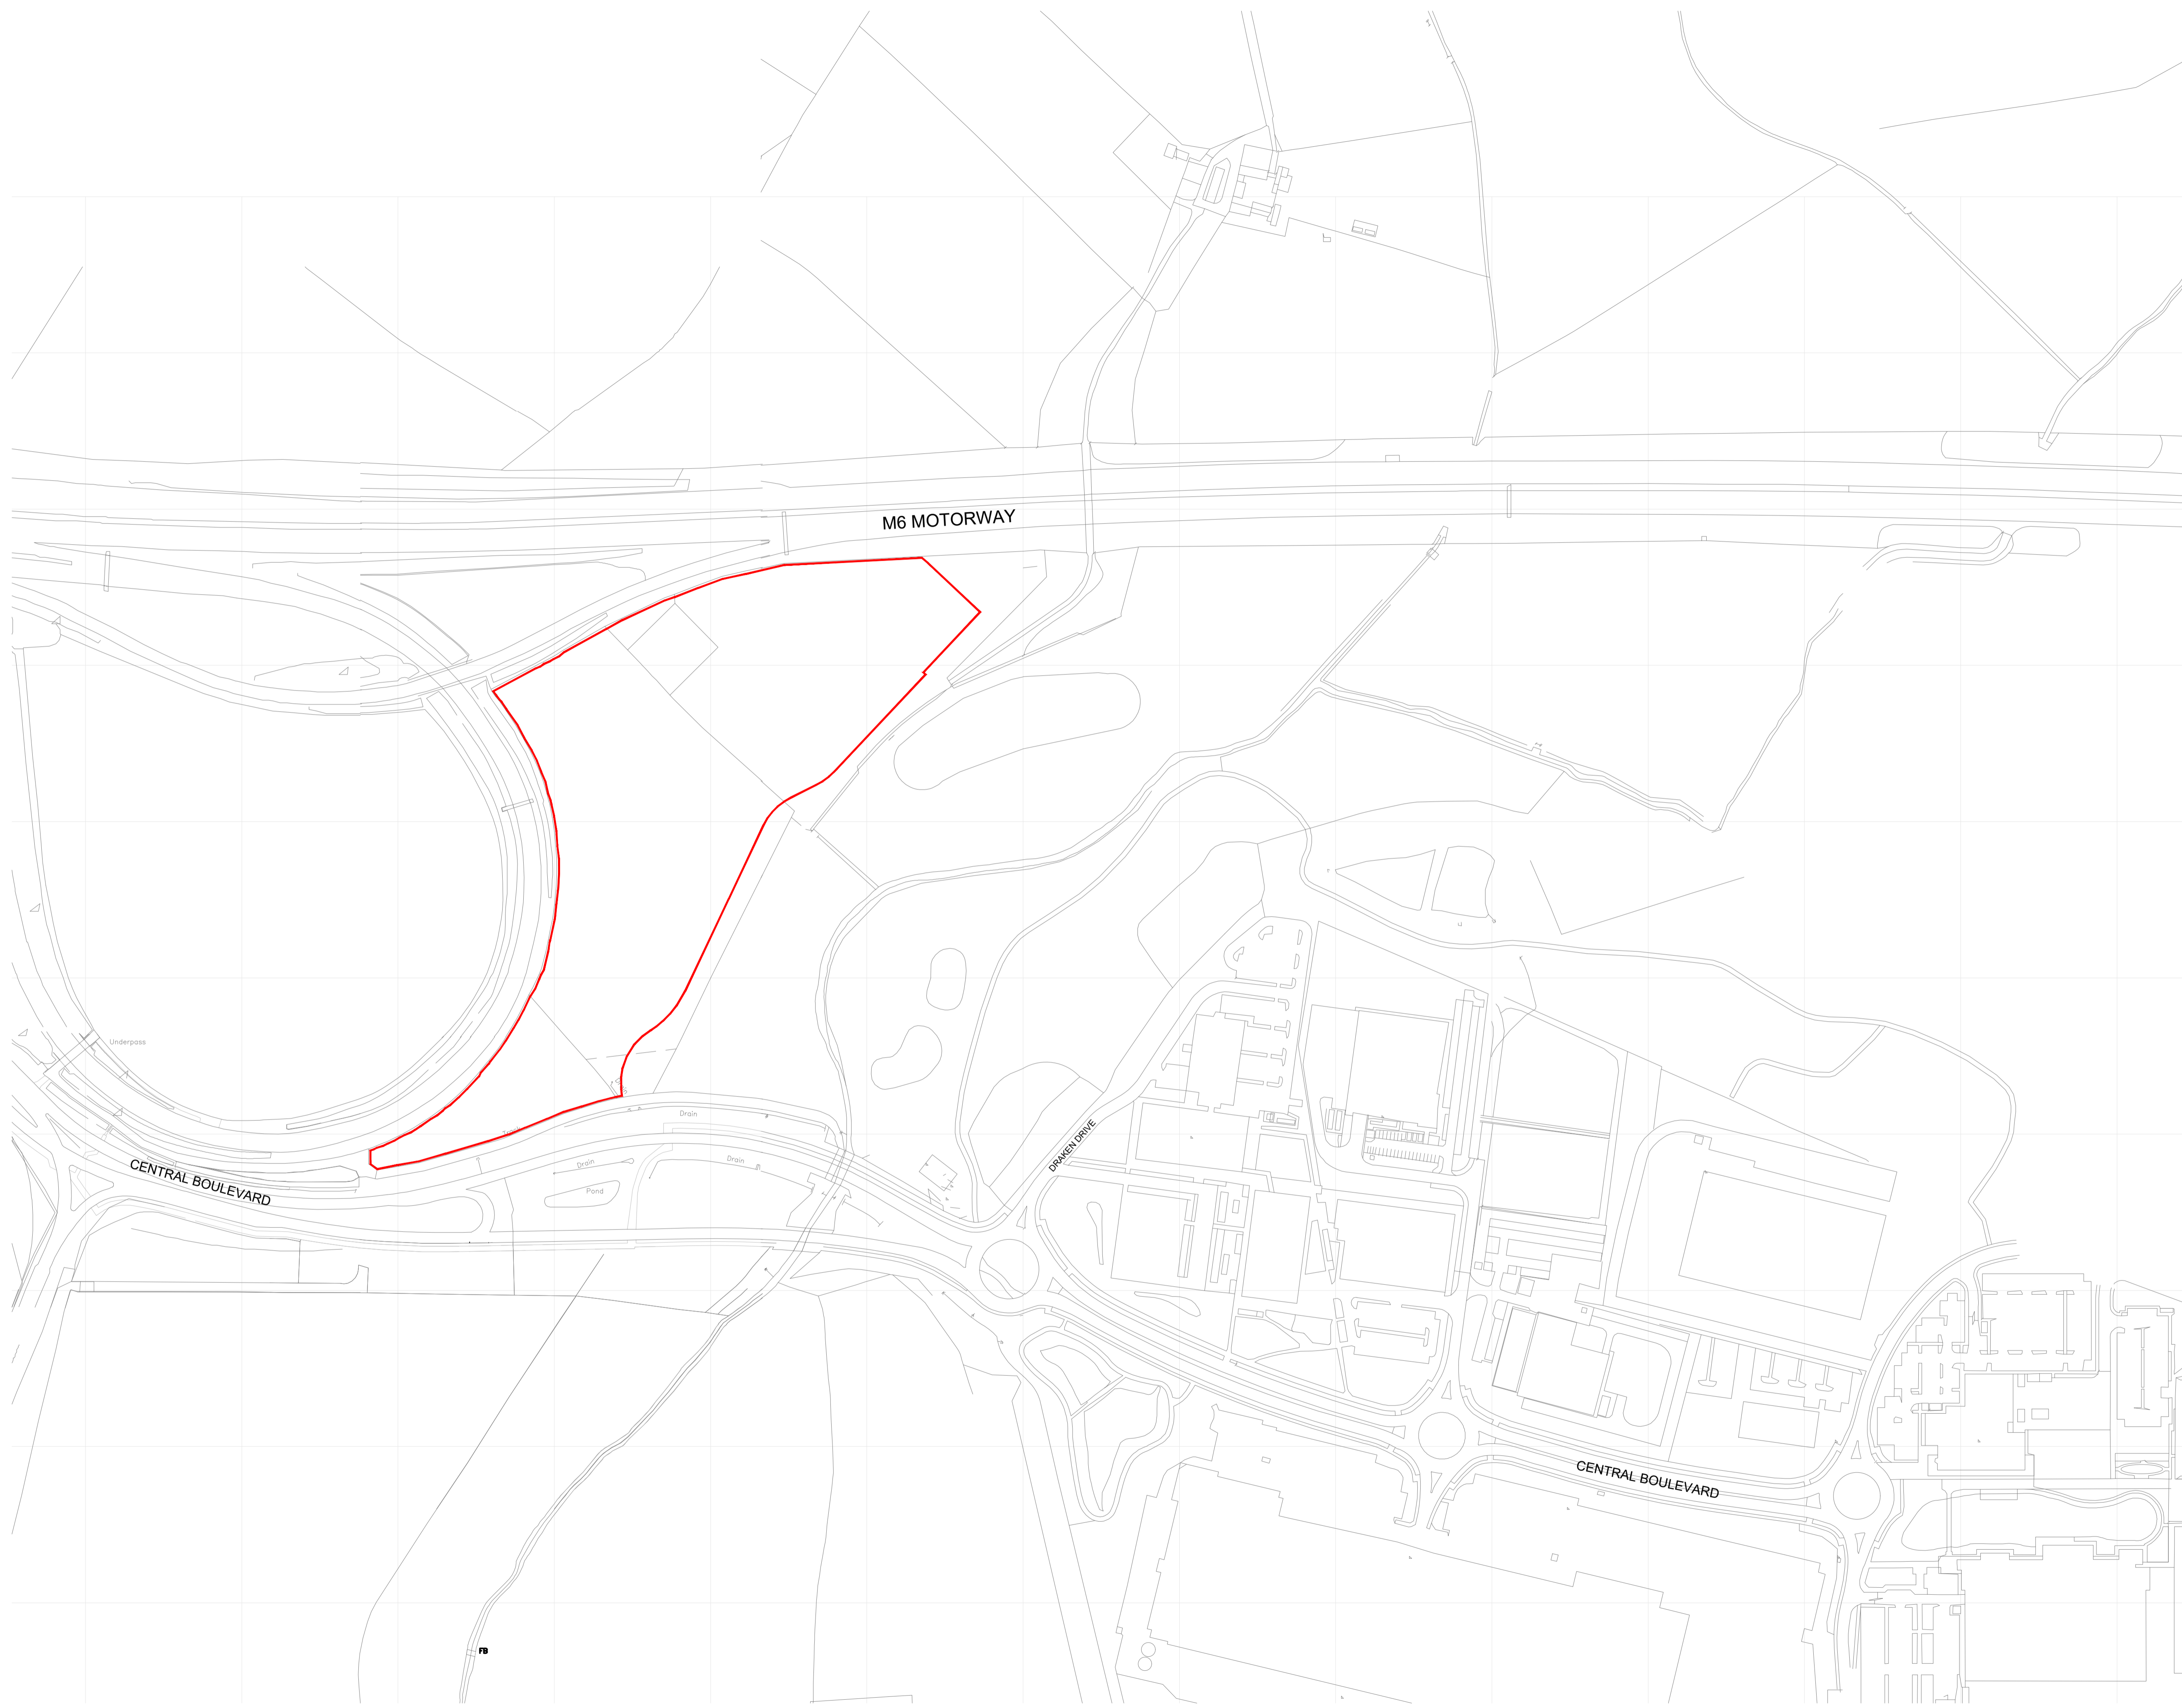 M6 MOTORWAY
Underpass
Drain
DRAKEN DRIVE
Drain
Drain
CENTRAL BOULEVARD
Pond
CENTRAL BOULEVARD
FB